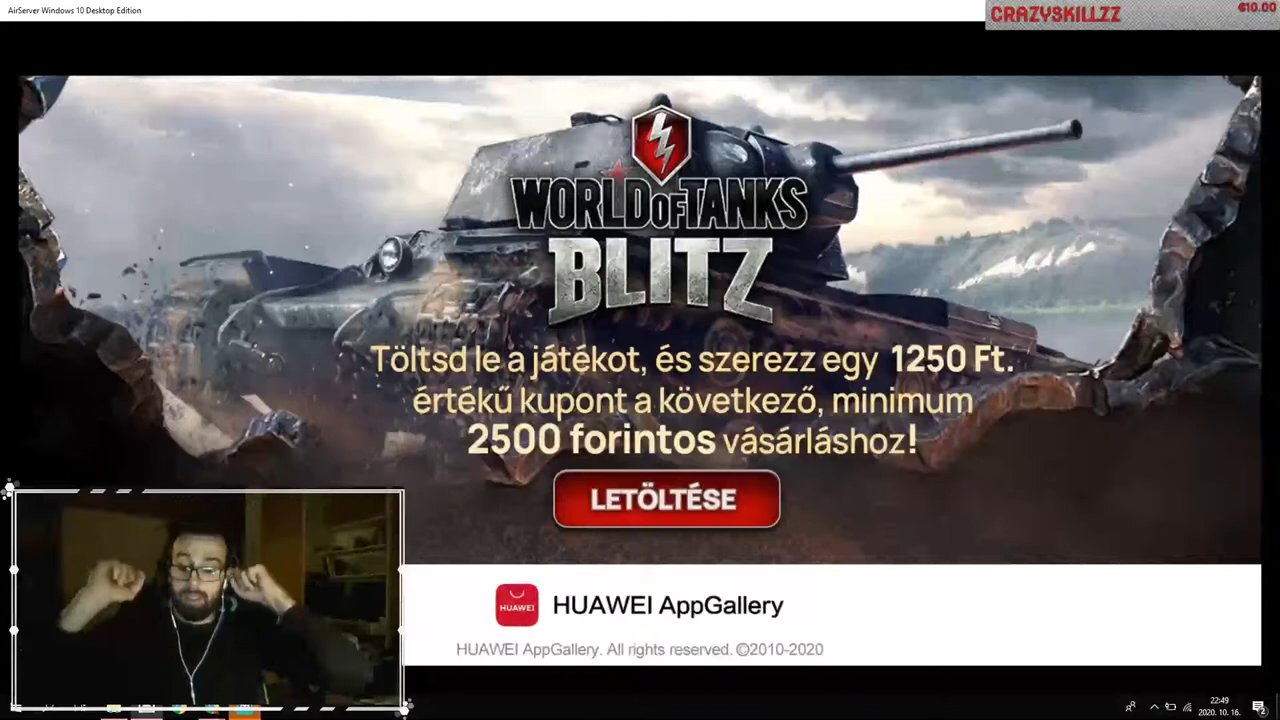 AirServer Windows 10 Desktop Edition
CRAZYSKILLZZ €10.00
WORLD OF TANKS
BLITZ
Töltsd le a játékot, és szerezz egy 1250 Ft.
értékű kupont a következő, minimum
2500 forintos vásárláshoz!
LETÖLTÉSE
HUAWEI
HUAWEI AppGallery
HUAWEI AppGallery. All rights reserved. ©2010-2020
22:49
2020. 10. 16.
2